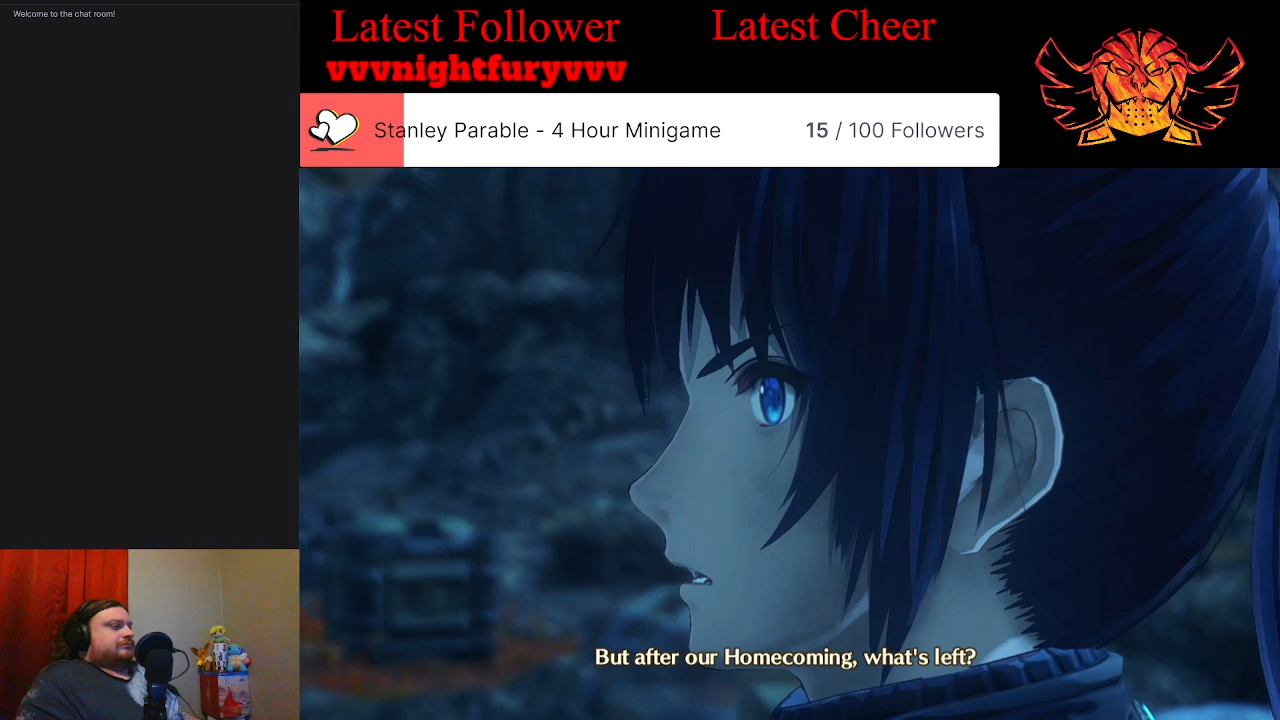 Welcome to the chat room!
Latest Follower
vvvnightfuryvvv
Latest Cheer
Stanley Parable - 4 Hour Minigame
15 / 100 Followers
But after our Homecoming, what's left?